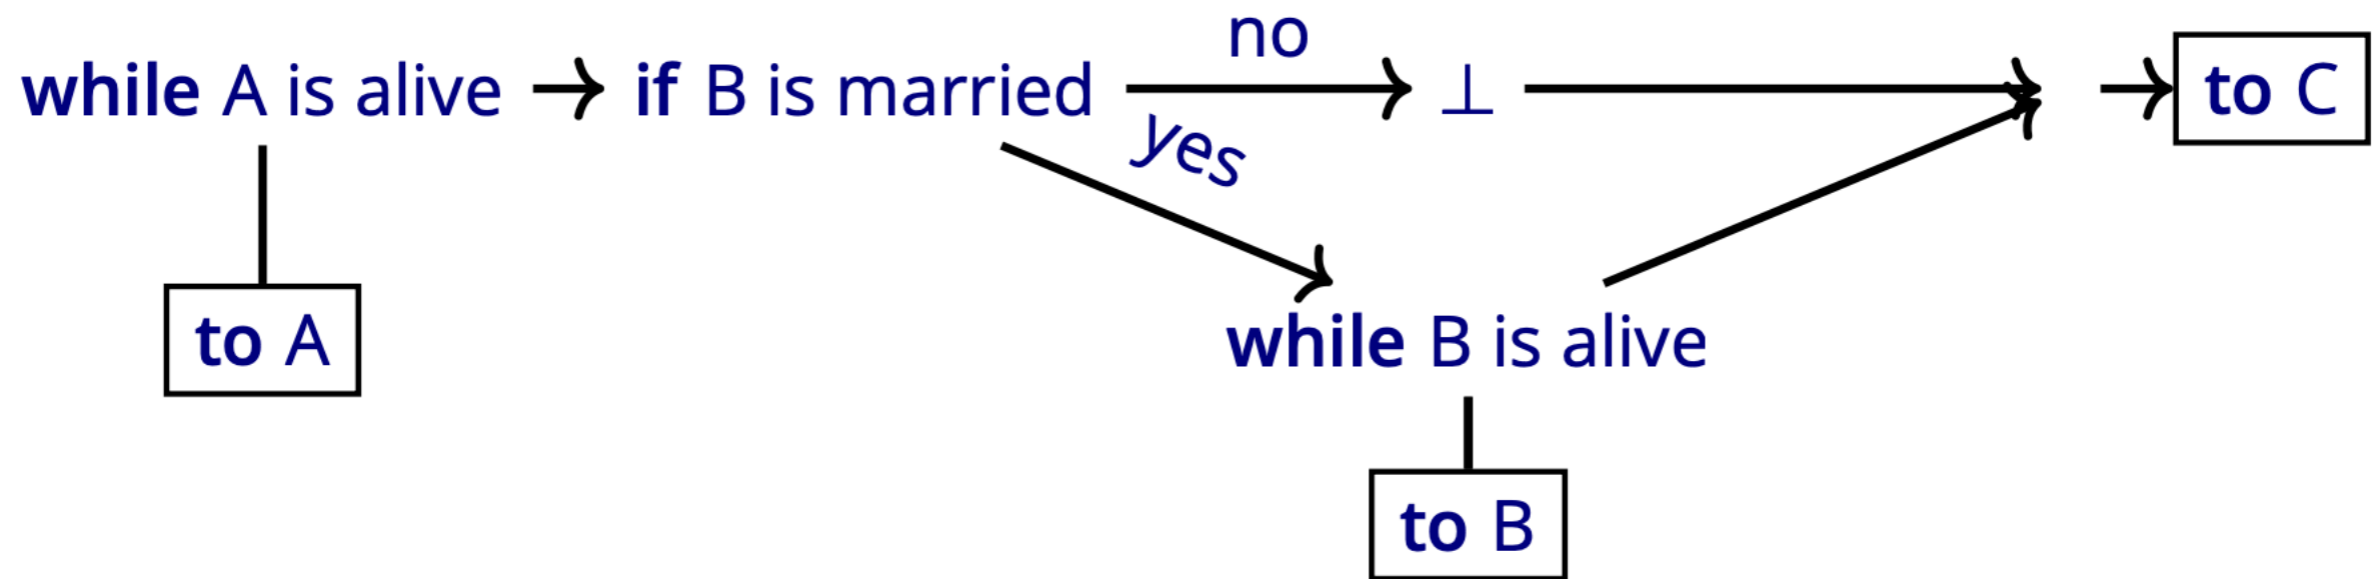 no
while A is alive if B is married ⊥ to C
yes
to A while B is alive
to B